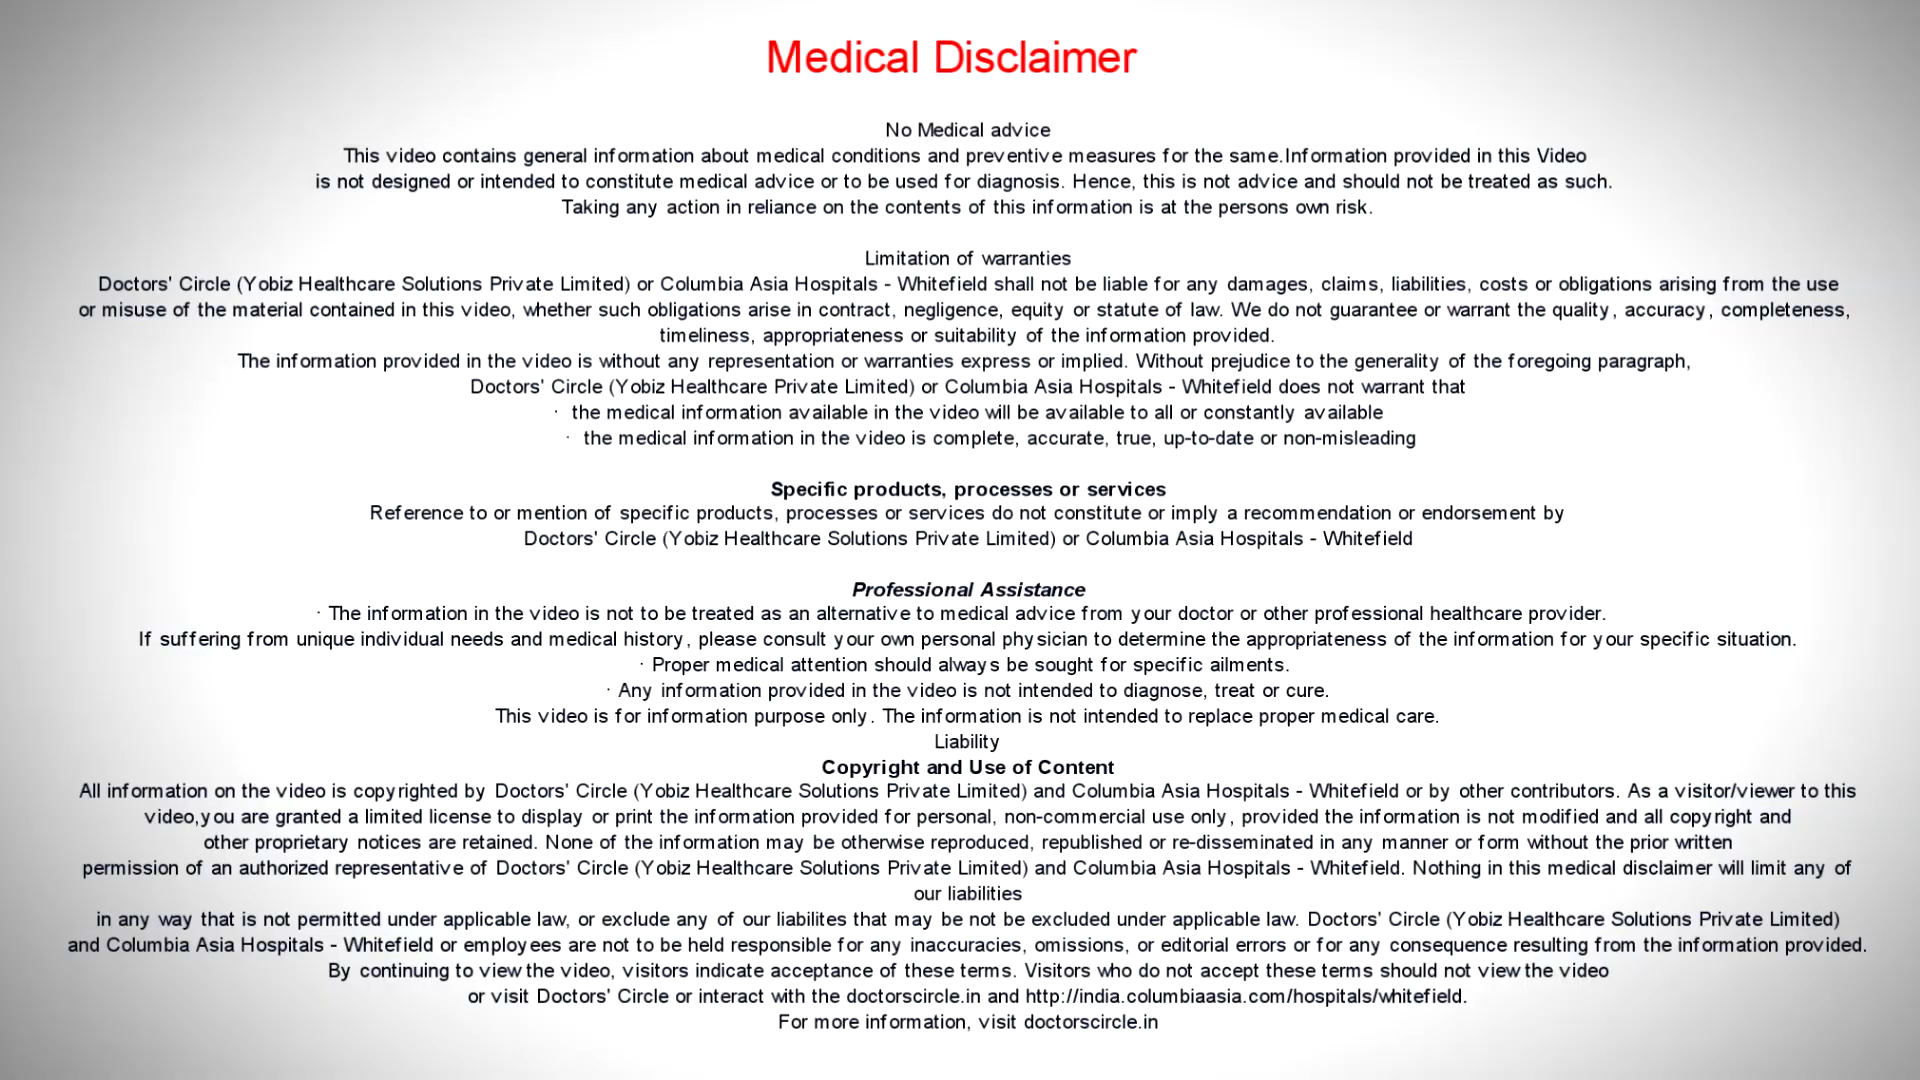 Medical Disclaimer
No Medical advice
This video contains general information about medical conditions and preventive measures for the same.Information provided in this Video
is not designed or intended to constitute medical advice or to be used for diagnosis. Hence, this is not advice and should not be treated as such.
Taking any action in reliance on the contents of this information is at the persons own risk.
Limitation of warranties
Doctors' Circle (Yobiz Healthcare Solutions Private Limited) or Columbia Asia Hospitals - Whitefield shall not be liable for any damages, claims, liabilities, costs or obligations arising from the use
or misuse of the material contained in this video, whether such obligations arise in contract, negligence, equity or statute of law. We do not guarantee or warrant the quality, accuracy, completeness,
timeliness, appropriateness or suitability of the information provided.
The information provided in the video is without any representation or warranties express or implied. Without prejudice to the generality of the foregoing paragraph,
Doctors' Circle (Yobiz Healthcare Private Limited) or Columbia Asia Hospitals - Whitefield does not warrant that
· the medical information available in the video will be available to all or constantly available
· the medical information in the video is complete, accurate, true, up-to-date or non-misleading
Specific products, processes or services
Reference to or mention of specific products, processes or services do not constitute or imply a recommendation or endorsement by
Doctors' Circle (Yobiz Healthcare Solutions Private Limited) or Columbia Asia Hospitals - Whitefield
Professional Assistance
· The information in the video is not to be treated as an alternative to medical advice from your doctor or other professional healthcare provider.
If suffering from unique individual needs and medical history, please consult your own personal physician to determine the appropriateness of the information for your specific situation.
· Proper medical attention should always be sought for specific ailments.
· Any information provided in the video is not intended to diagnose, treat or cure.
This video is for information purpose only. The information is not intended to replace proper medical care.
Liability
Copyright and Use of Content
All information on the video is copyrighted by Doctors' Circle (Yobiz Healthcare Solutions Private Limited) and Columbia Asia Hospitals - Whitefield or by other contributors. As a visitor/viewer to this
video,you are granted a limited license to display or print the information provided for personal, non-commercial use only, provided the information is not modified and all copyright and
other proprietary notices are retained. None of the information may be otherwise reproduced, republished or re-disseminated in any manner or form without the prior written
permission of an authorized representative of Doctors' Circle (Yobiz Healthcare Solutions Private Limited) and Columbia Asia Hospitals - Whitefield. Nothing in this medical disclaimer will limit any of
our liabilities
in any way that is not permitted under applicable law, or exclude any of our liabilites that may be not be excluded under applicable law. Doctors' Circle (Yobiz Healthcare Solutions Private Limited)
and Columbia Asia Hospitals - Whitefield or employees are not to be held responsible for any inaccuracies, omissions, or editorial errors or for any consequence resulting from the information provided.
By continuing to view the video, visitors indicate acceptance of these terms. Visitors who do not accept these terms should not view the video
or visit Doctors' Circle or interact with the doctorscircle.in and http://india.columbiaasia.com/hospitals/whitefield.
For more information, visit doctorscircle.in